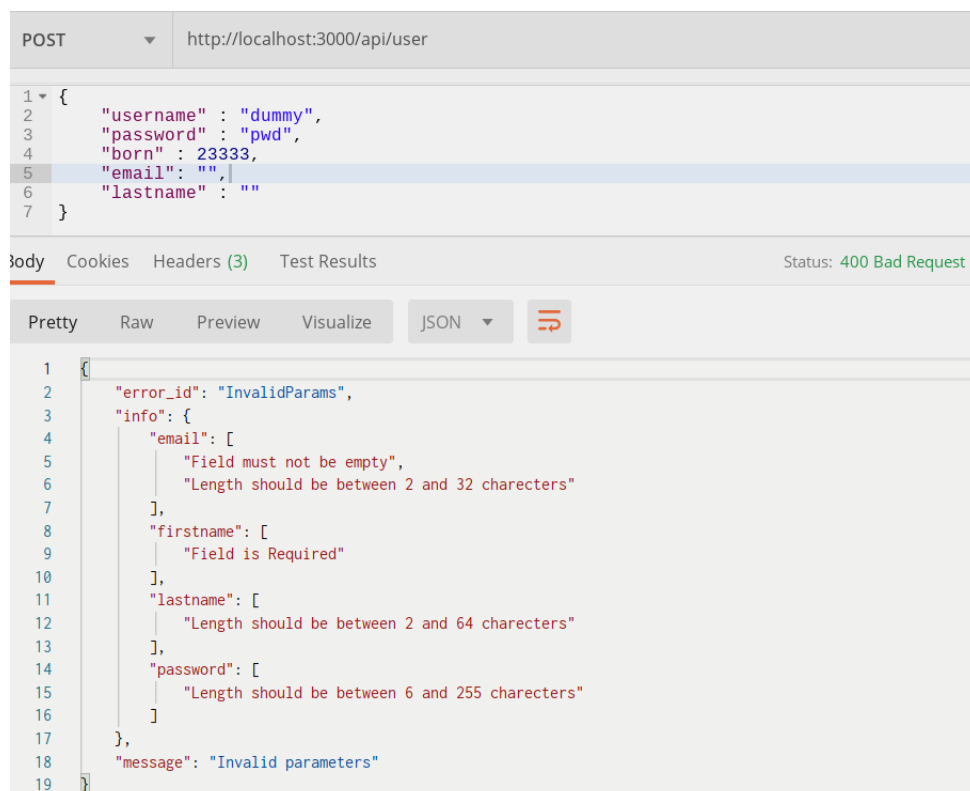 POST http://localhost:3000/api/user
1 {
2 "username" : "dummy",
3 "password" : "pwd",
4 "born" : 23333,
5 "email": "",
6 "lastname" : ""
7 }
Body Cookies Headers (3) Test Results Status: 400 Bad Request
Pretty Raw Preview Visualize JSON
1 {
2 "error_id": "InvalidParams",
3 "info": {
4 "email": [
5 "Field must not be empty",
6 "Length should be between 2 and 32 charecters"
7 ],
8 "firstname": [
9 "Field is Required"
10 ],
11 "lastname": [
12 "Length should be between 2 and 64 charecters"
13 ],
14 "password": [
15 "Length should be between 6 and 255 charecters"
16 ]
17 },
18 "message": "Invalid parameters"
19 }